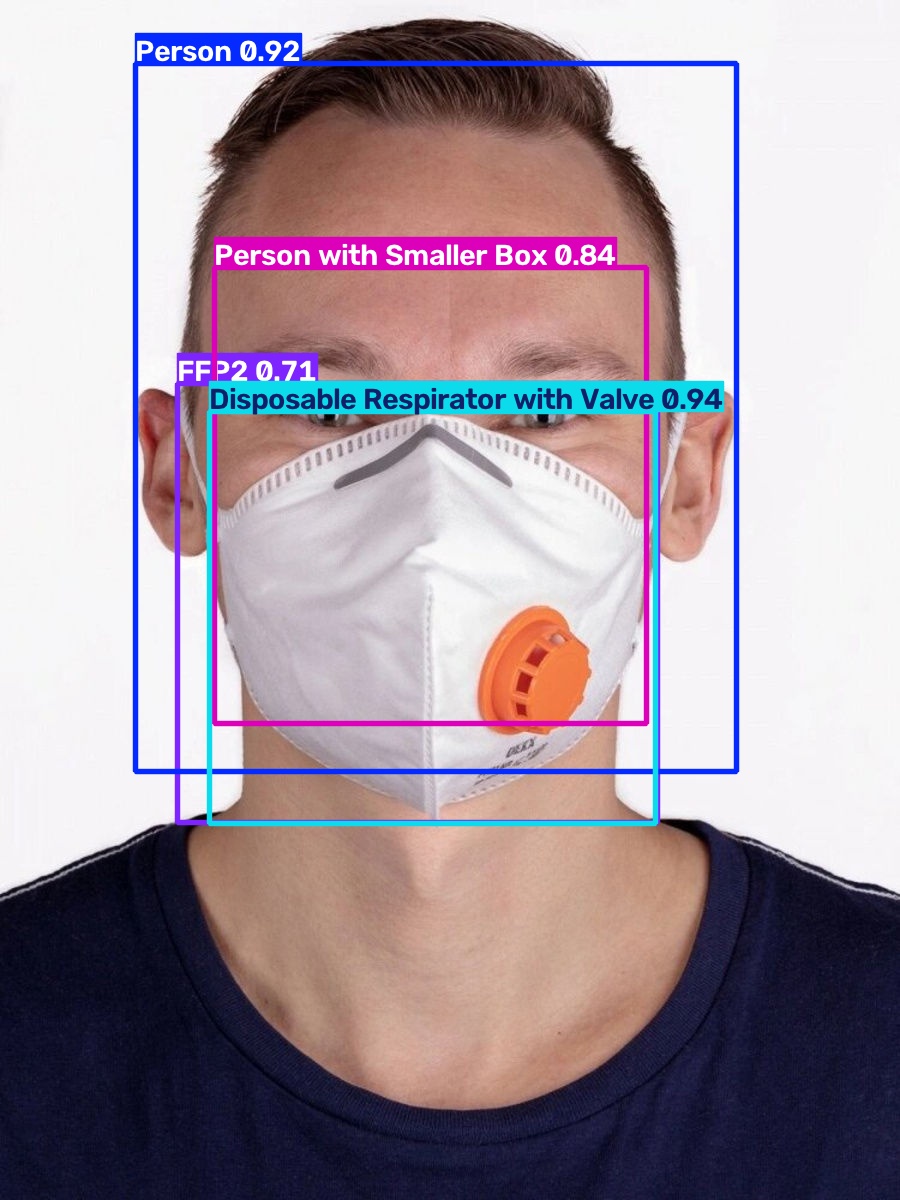 Person 0.92
Person with Smaller Box 0.84
FFP2 0.71
Disposable Respirator with Valve 0.94